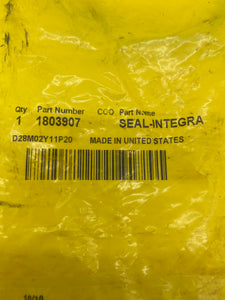 Qty Part Number COO Part Name
1 1803907 SEAL-INTEGRA
D28M02Y11P20 MADE IN UNITED STATES